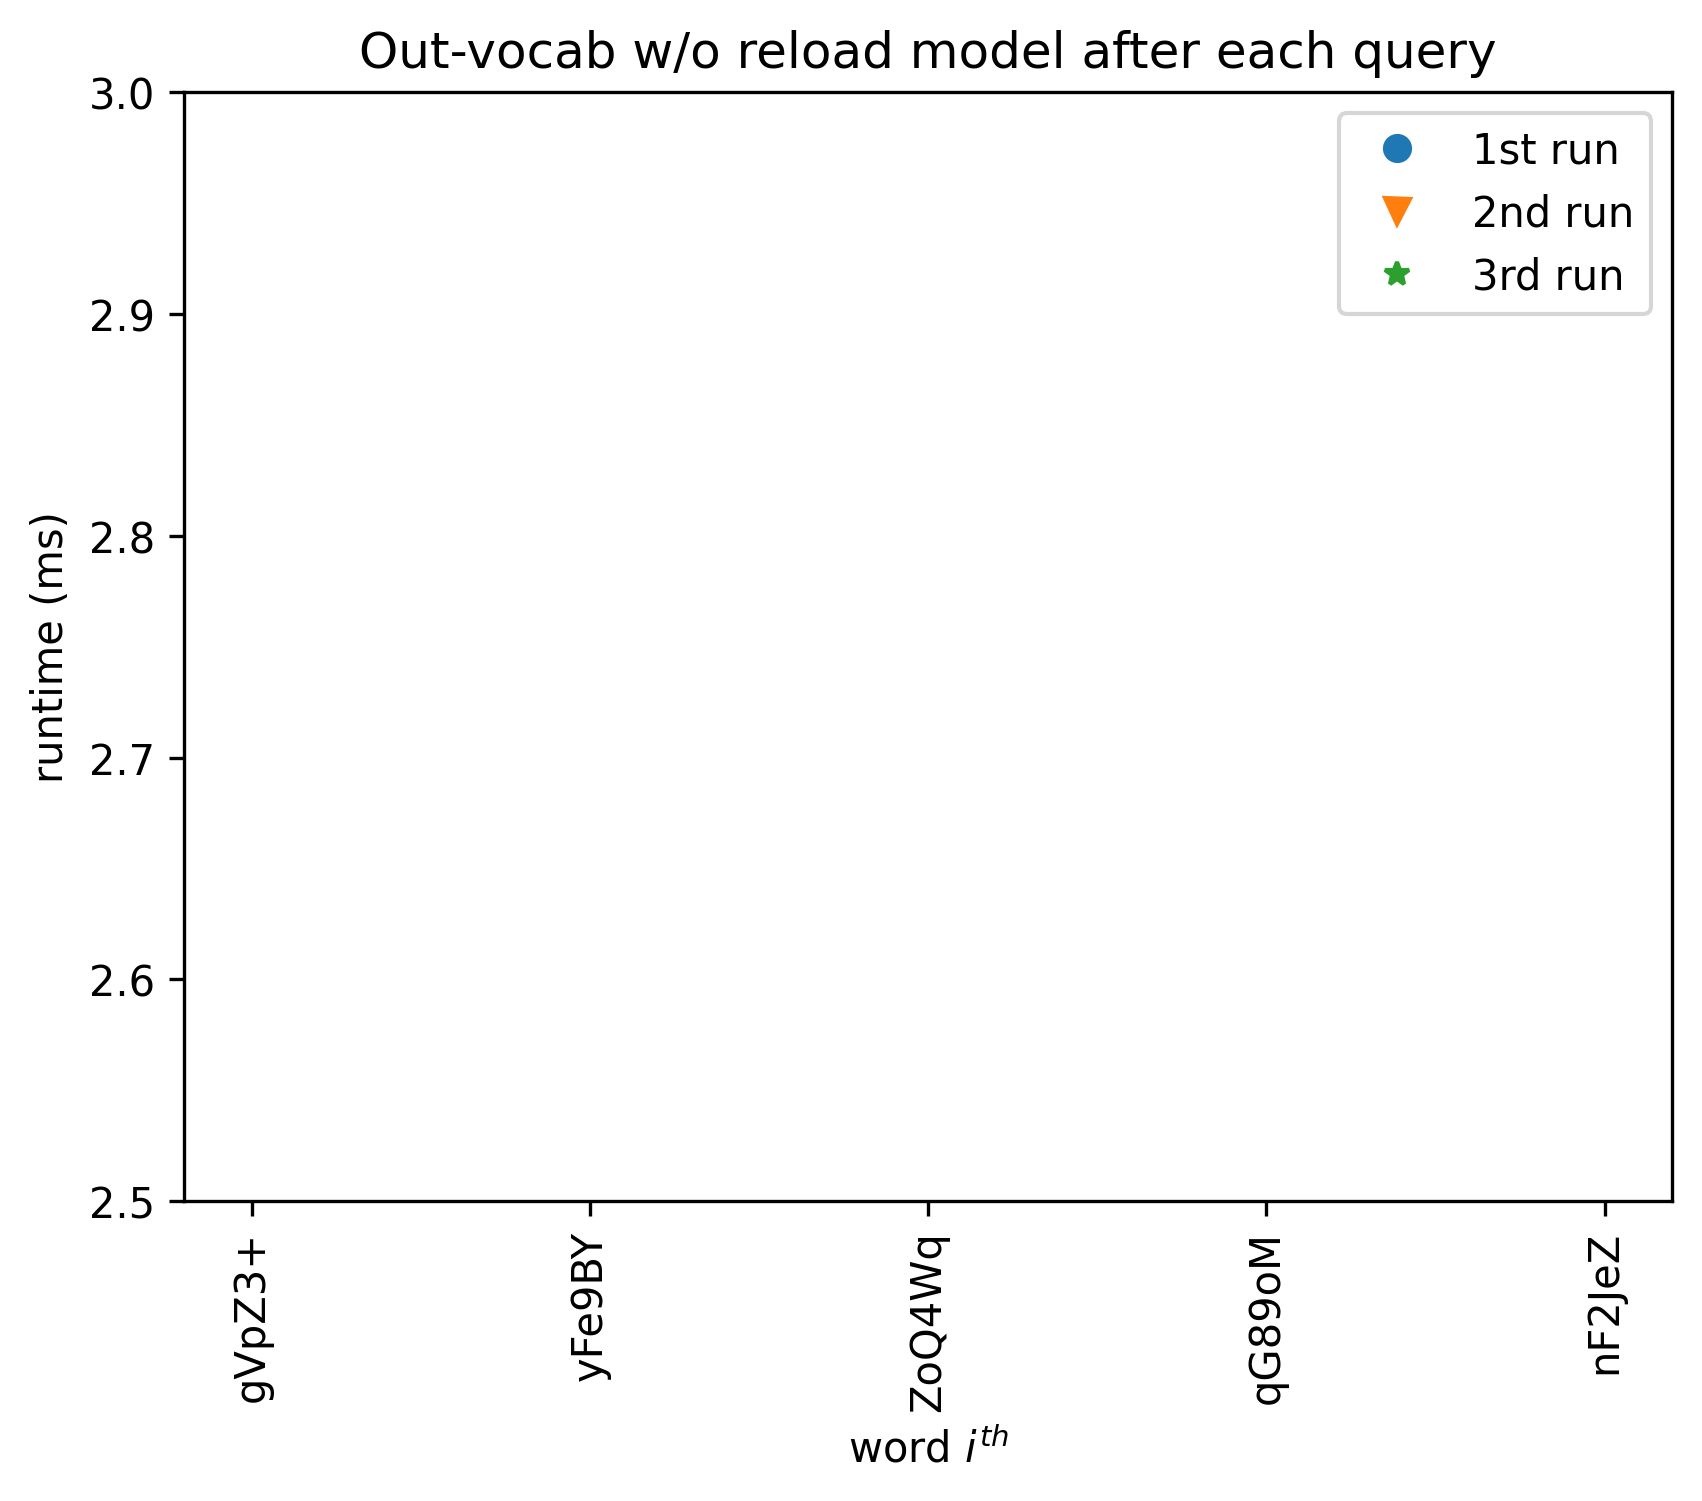 Out-vocab w/o reload model after each query
3.0
2.9
2.8
2.7
2.6
2.5
runtime (ms)
1st run
2nd run
3rd run
gVpZ3+
yFe9BY
ZoQ4Wq
qG89oM
nF2JeZ
word i^th